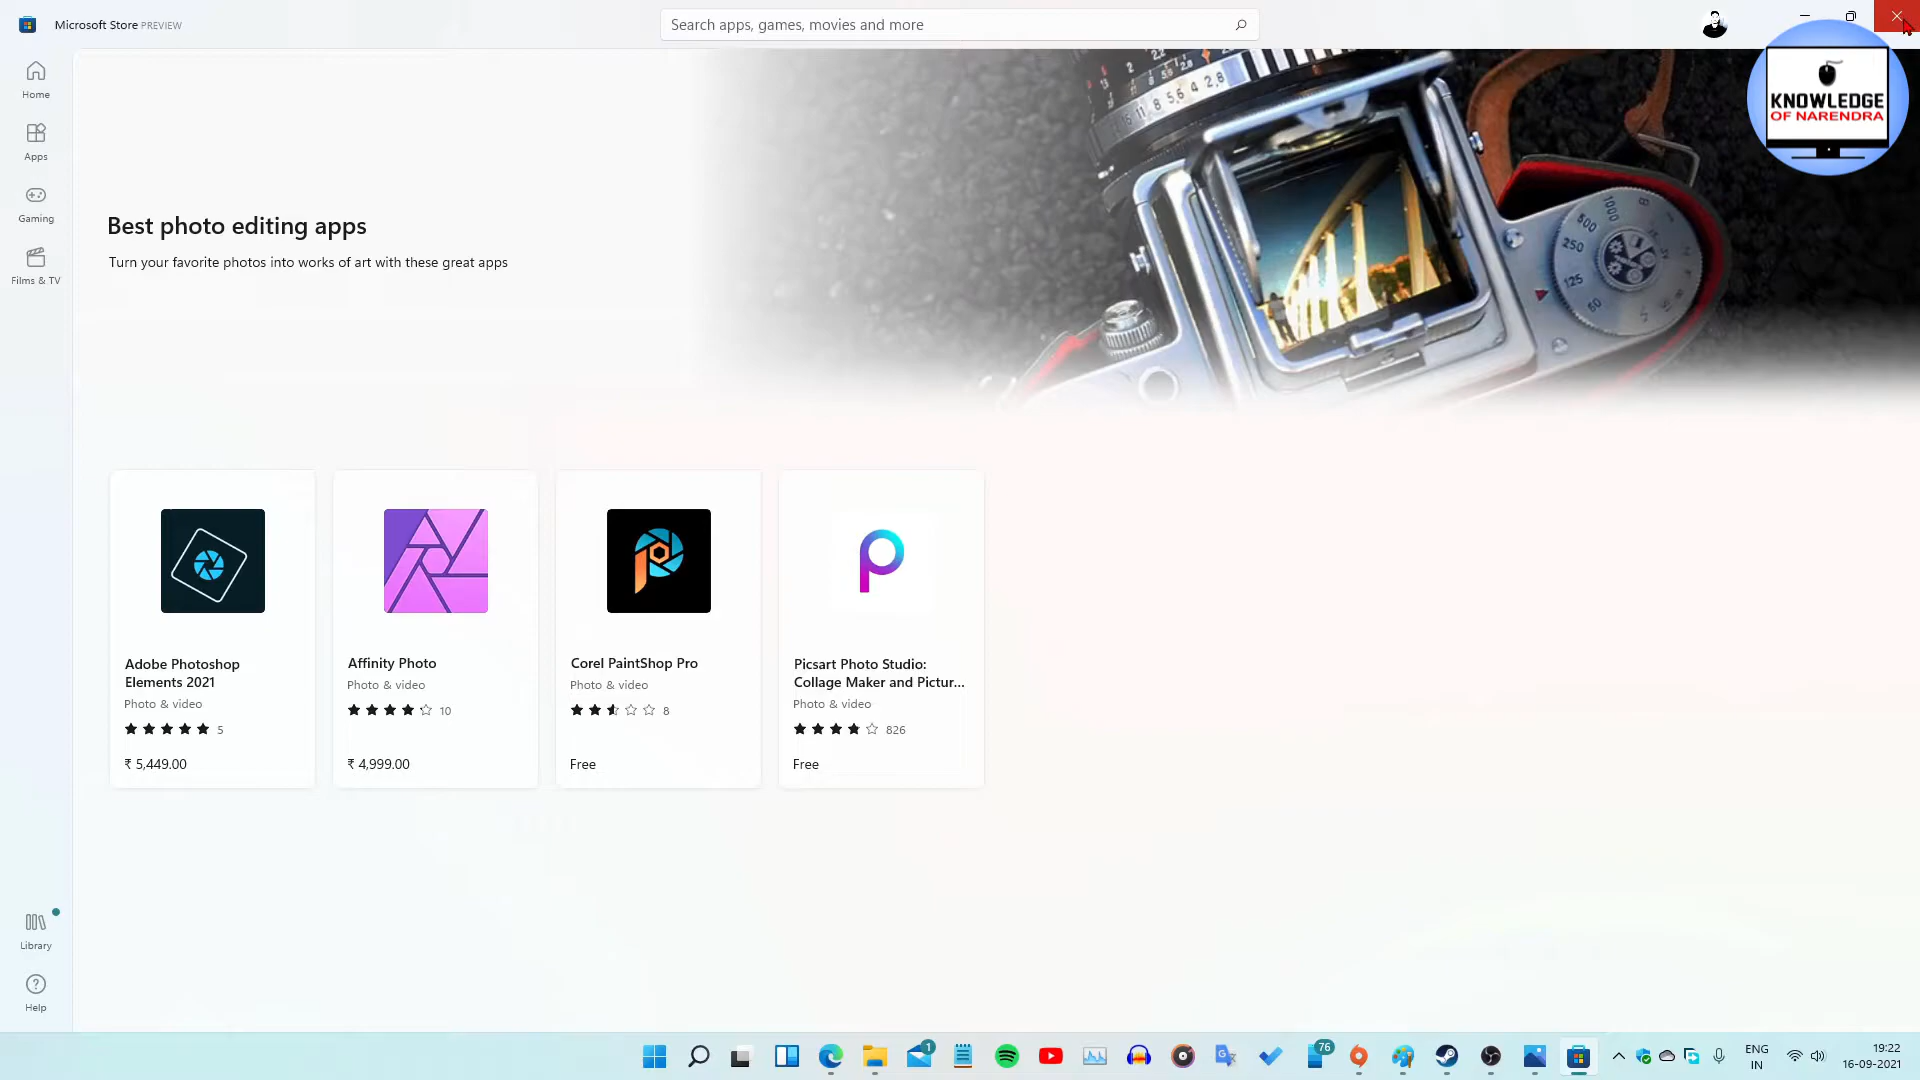 Microsoft Store PREVIEW
Search apps, games, movies and more
KNOWLEDGE
OF NARENDRA
Home
Apps
Gaming
Films & TV
Best photo editing apps
Turn your favorite photos into works of art with these great apps
Adobe Photoshop
Elements 2021
Photo & video
5
₹ 5,449.00
Affinity Photo
Photo & video
10
₹ 4,999.00
Corel PaintShop Pro
Photo & video
8
Free
Picsart Photo Studio:
Collage Maker and Pictur...
Photo & video
826
Free
Library
Help
1
76
ENG
IN
19:22
16-09-2021